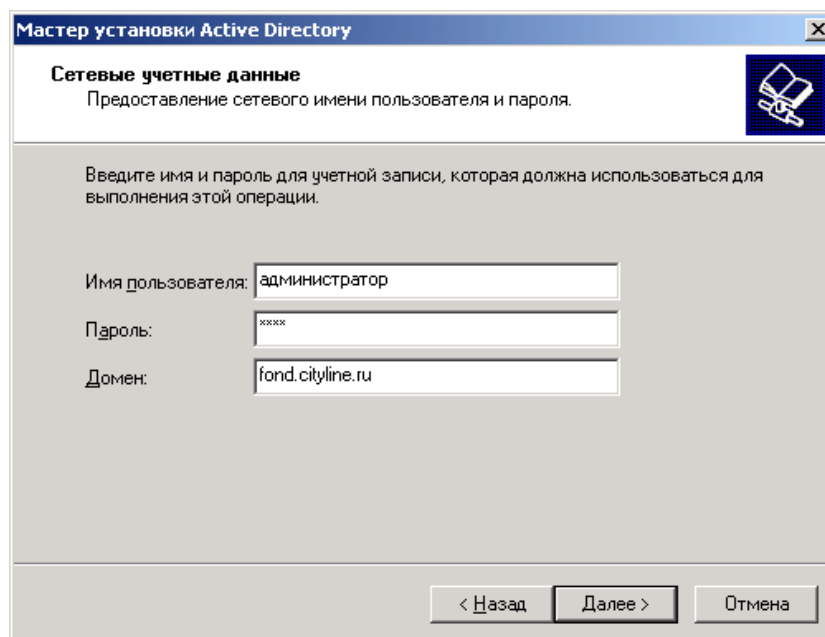 Мастер установки Active Directory
Сетевые учетные данные
Предоставление сетевого имени пользователя и пароля.
Введите имя и пароль для учетной записи, которая должна использоваться для
выполнения этой операции.
Имя пользователя: администратор
Пароль: ****
Домен: fond.cityline.ru
< Назад Далее > Отмена